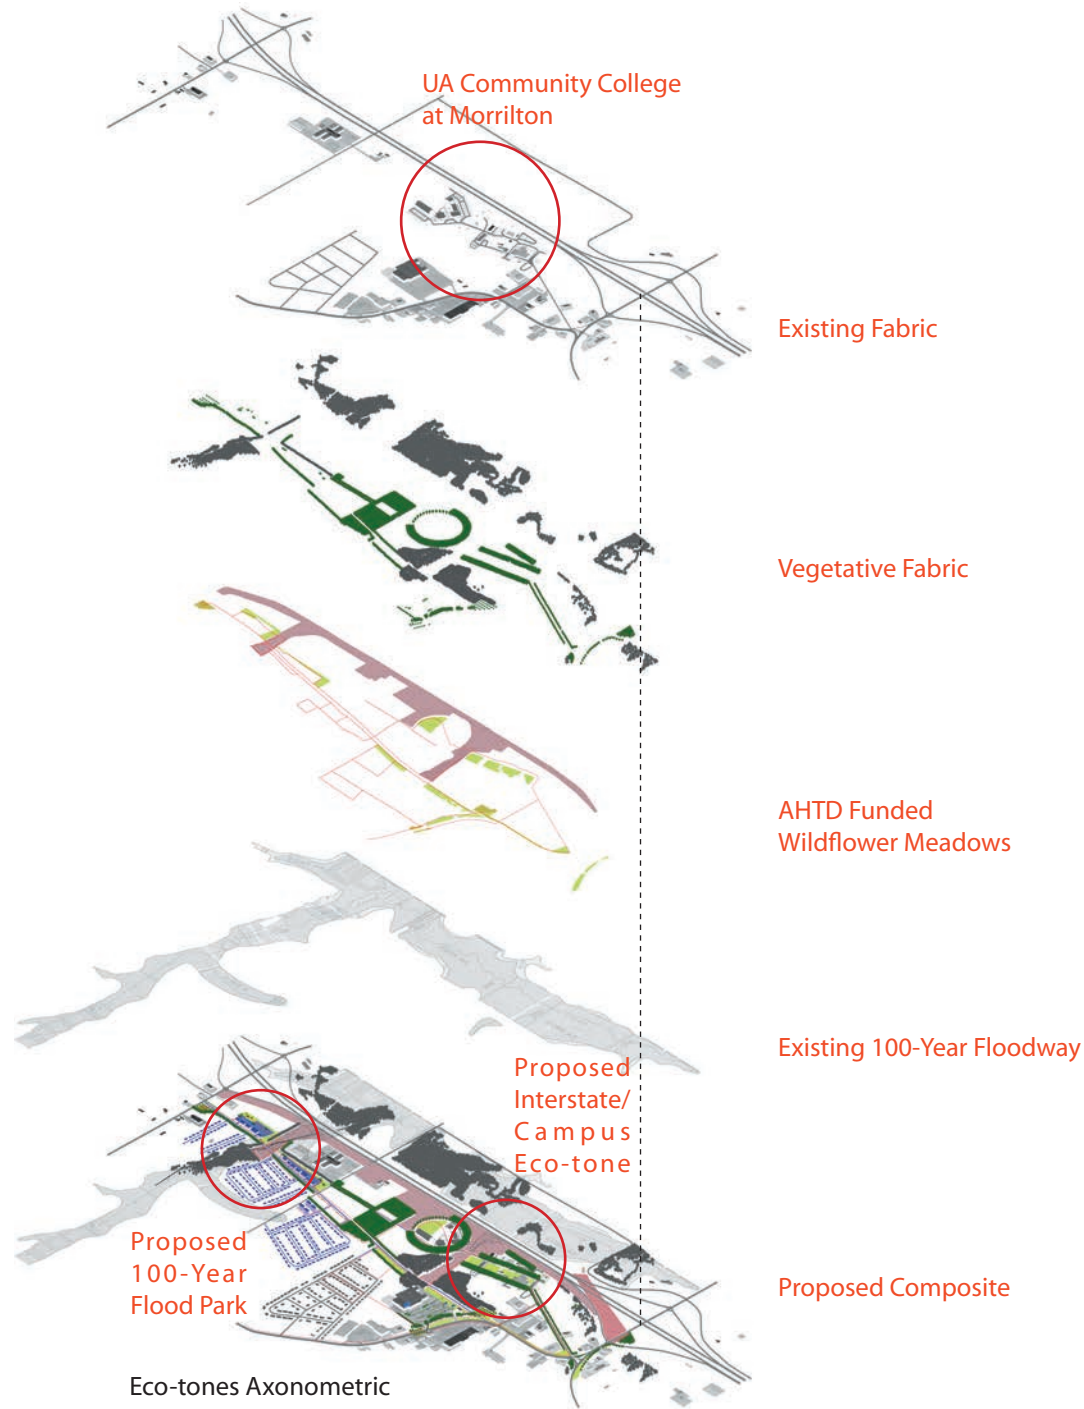 UA Community College
at Morrilton
Existing Fabric
Vegetative Fabric
AHTD Funded
Wildflower Meadows
Existing 100-Year Floodway
Proposed
Interstate/
Campus
Eco-tone
Proposed
100-Year
Flood Park
Proposed Composite
Eco-tones Axonometric